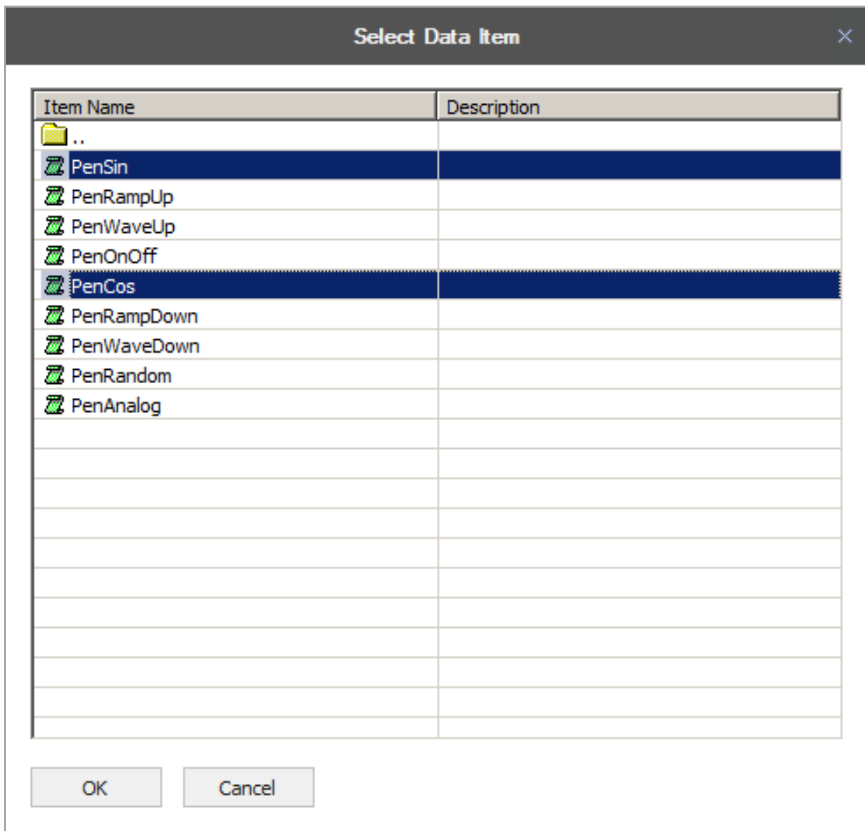 Select Data Item
Item Name Description
..
PenSin
PenRampUp
PenWaveUp
PenOnOff
PenCos
PenRampDown
PenWaveDown
PenRandom
PenAnalog
OK Cancel